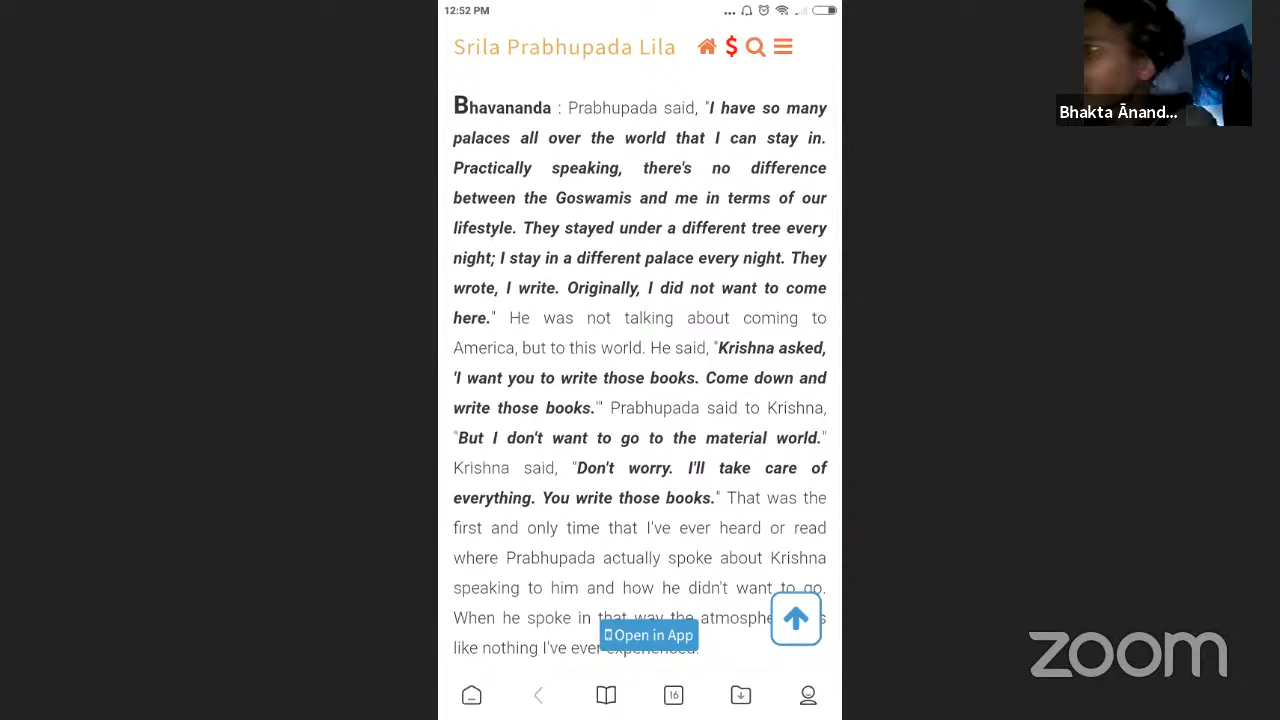 12:52 PM
Srila Prabhupada Lila $
Bhavananda : Prabhupada said, "I have so many
palaces all over the world that I can stay in.
Practically speaking, there's no difference
between the Goswamis and me in terms of our
lifestyle. They stayed under a different tree every
night; I stay in a different palace every night. They
wrote, I write. Originally, I did not want to come
here." He was not talking about coming to
America, but to this world. He said, "Krishna asked,
'I want you to write those books. Come down and
write those books.'" Prabhupada said to Krishna,
"But I don't want to go to the material world."
Krishna said, "Don't worry. I'll take care of
everything. You write those books." That was the
first and only time that I've ever heard or read
where Prabhupada actually spoke about Krishna
speaking to him and how he didn't want to go.
When he spoke in that way the
like nothing I've ever experienced.
Open in App
16
Bhakta Ānand...
zoom